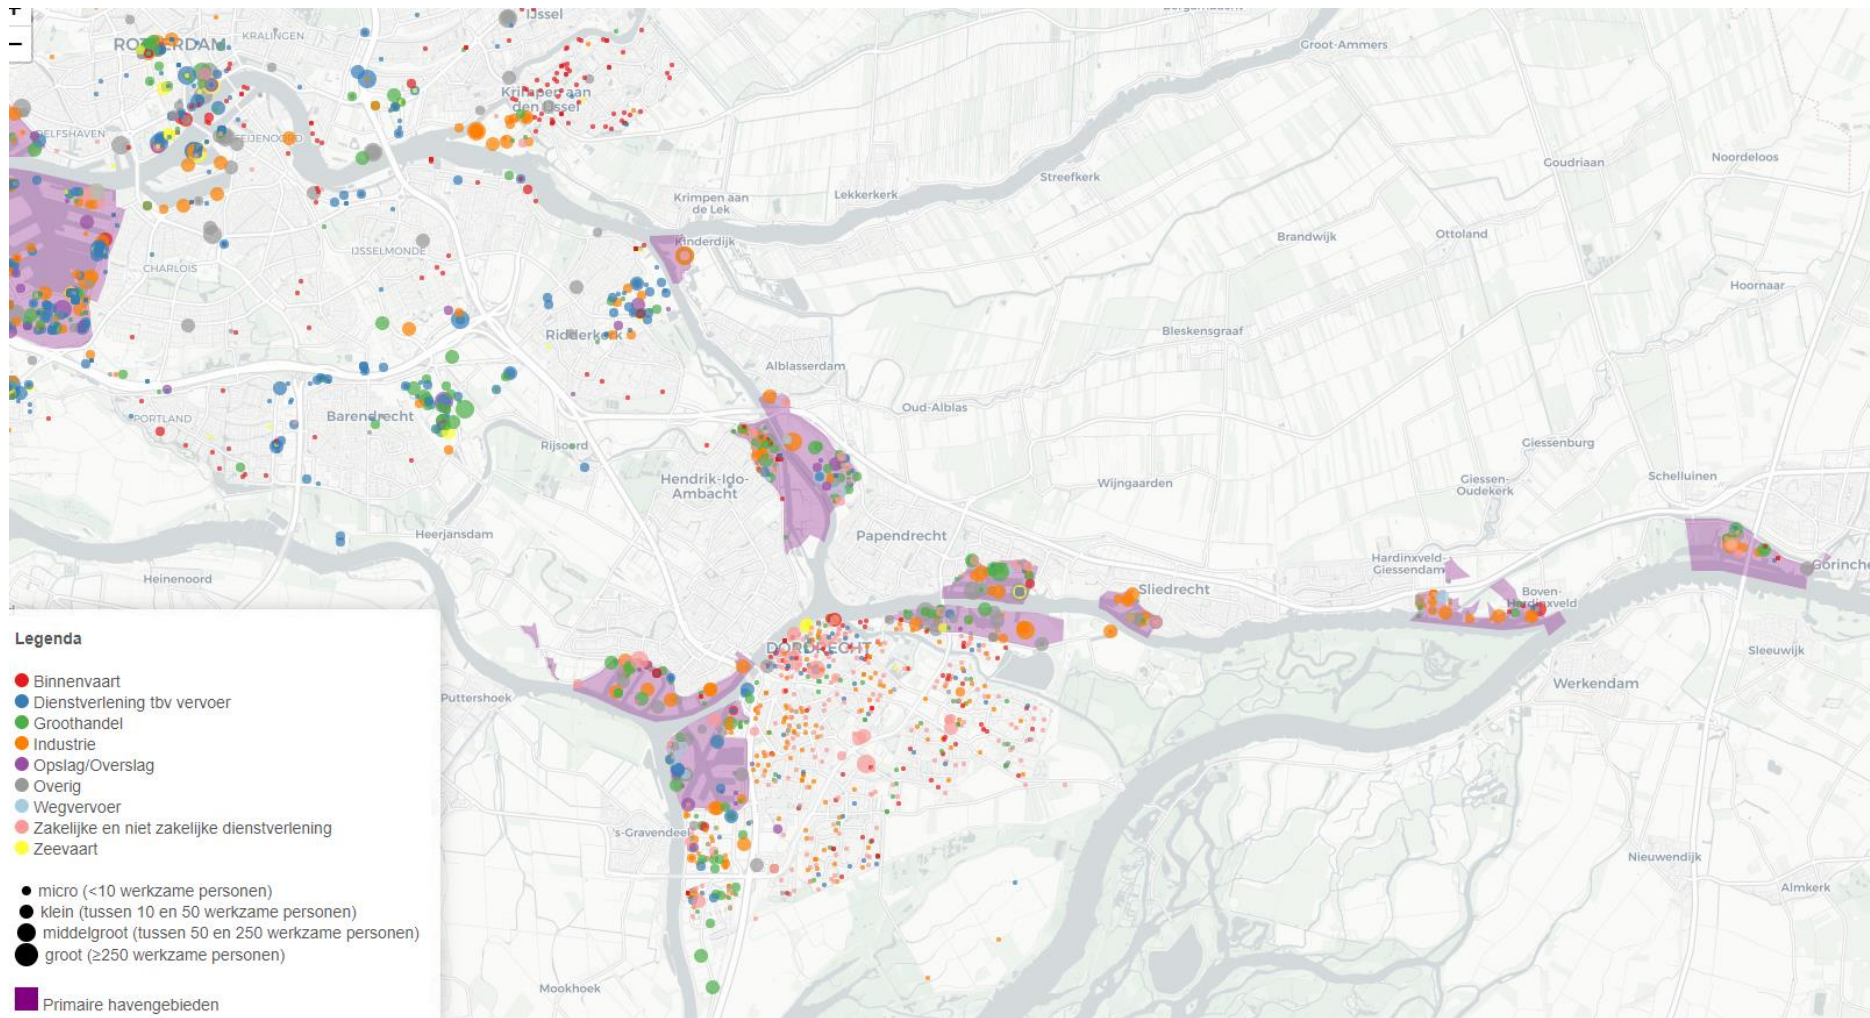 +
−
IJssel
ROTTERDAM
KRALINGEN
Groot-Ammers
Krimpen aan
den IJssel
DELFSHAVEN
FEIJENOORD
Noordeloos
Goudriaan
Streefkerk
Lekkerkerk
Krimpen aan
de Lek
Kinderdijk
Brandwijk
Ottoland
IJSSELMONDE
CHARLOIS
Hoornaar
Ridderkerk
Bleskensgraaf
Alblasserdam
Oud-Alblas
PORTLAND
Barendrecht
Rijsoord
Giessenburg
Hendrik-Ido-
Ambacht
Wijngaarden
Giessen-
Oudekerk
Schelluinen
Heerjansdam
Papendrecht
Hardinxveld-
Giessendam
Gorinche
Heinenoord
Sliedrecht
Boven-
Hardinxveld
DORDRECHT
Sleeuwijk
Puttershoek
Werkendam
's-Gravendeel
Nieuwendijk
Almkerk
Mookhoek
Legenda
Binnenvaart
Dienstverlening tbv vervoer
Groothandel
Industrie
Opslag/Overslag
Overig
Wegvervoer
Zakelijke en niet zakelijke dienstverlening
Zeevaart
micro (<10 werkzame personen)
klein (tussen 10 en 50 werkzame personen)
middelgroot (tussen 50 en 250 werkzame personen)
groot (≥250 werkzame personen)
Primaire havengebieden